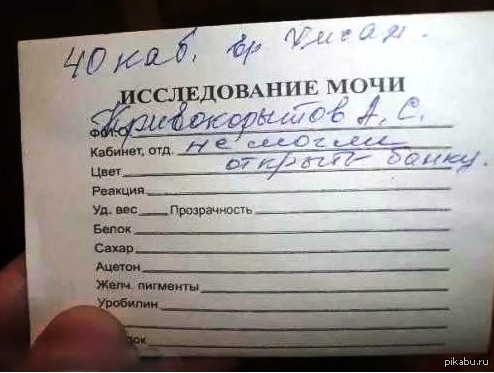 40 каб. вр
ИССЛЕДОВАНИЕ МОЧИ
Ф.И.О. Кривокорытов А. С.
Кабинет, отд. не могли
Цвет открыть банку.
Реакция
Уд. вес Прозрачность
Белок
Сахар
Ацетон
Желч. пигменты
Уробилин
pikabu.ru